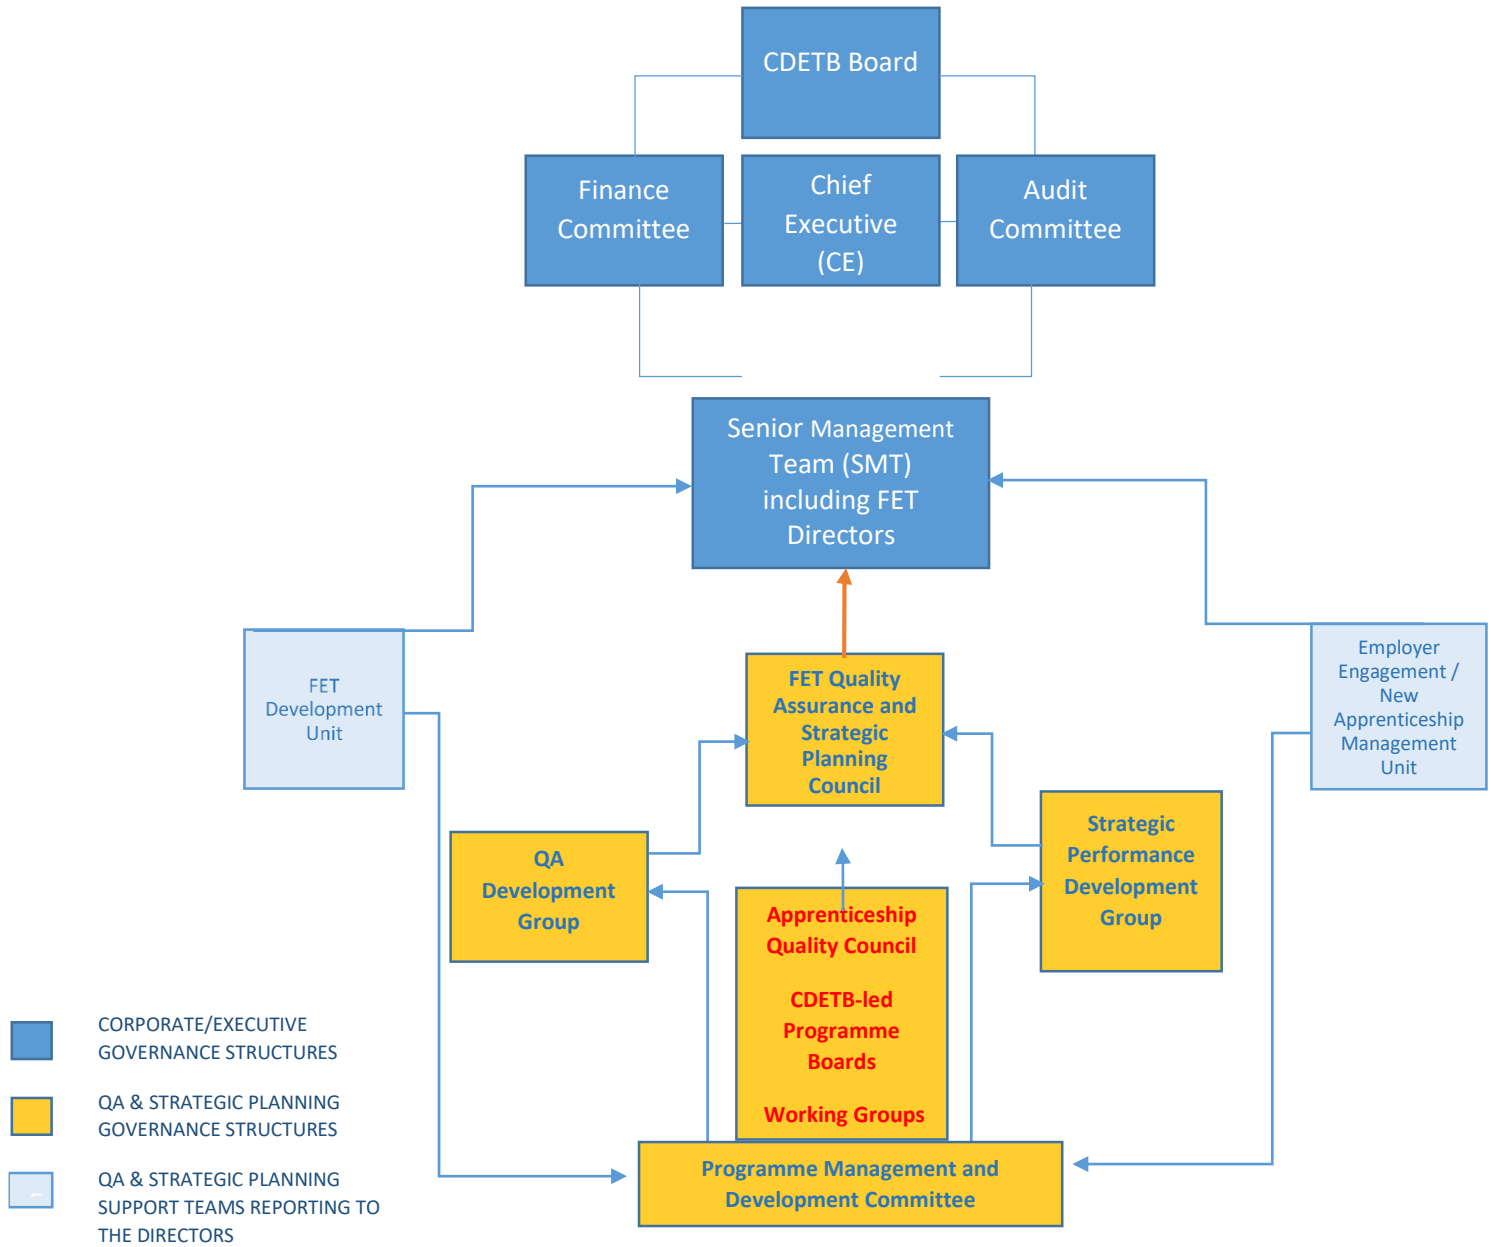 CDETB Board
Finance
Committee
Chief
Executive
(CE)
Audit
Committee
Senior Management
Team (SMT)
including FET
Directors
FET
Development
Unit
FET Quality
Assurance and
Strategic
Planning
Council
Employer
Engagement /
New
Apprenticeship
Management
Unit
QA
Development
Group
Strategic
Performance
Development
Group
Apprenticeship
Quality Council
CDETB-led
Programme
Boards
Working Groups
Programme Management and
Development Committee
CORPORATE/EXECUTIVE
GOVERNANCE STRUCTURES
QA & STRATEGIC PLANNING
GOVERNANCE STRUCTURES
QA & STRATEGIC PLANNING
SUPPORT TEAMS REPORTING TO
THE DIRECTORS